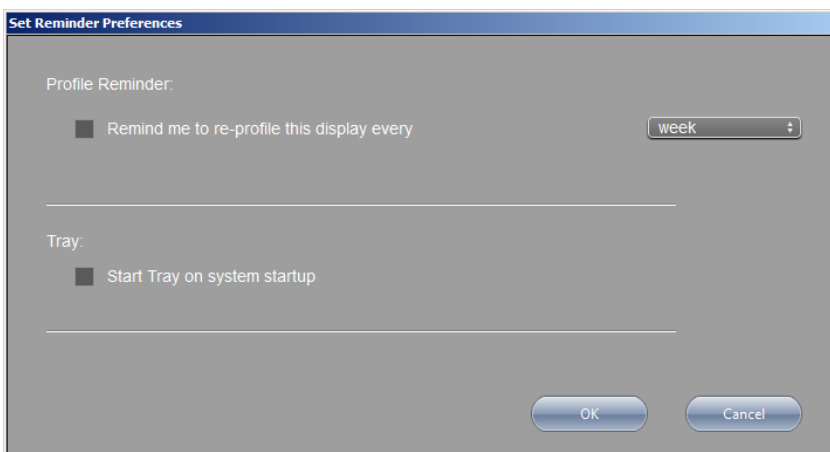 Set Reminder Preferences
Profile Reminder:
Remind me to re-profile this display every week
Tray:
Start Tray on system startup
OK Cancel